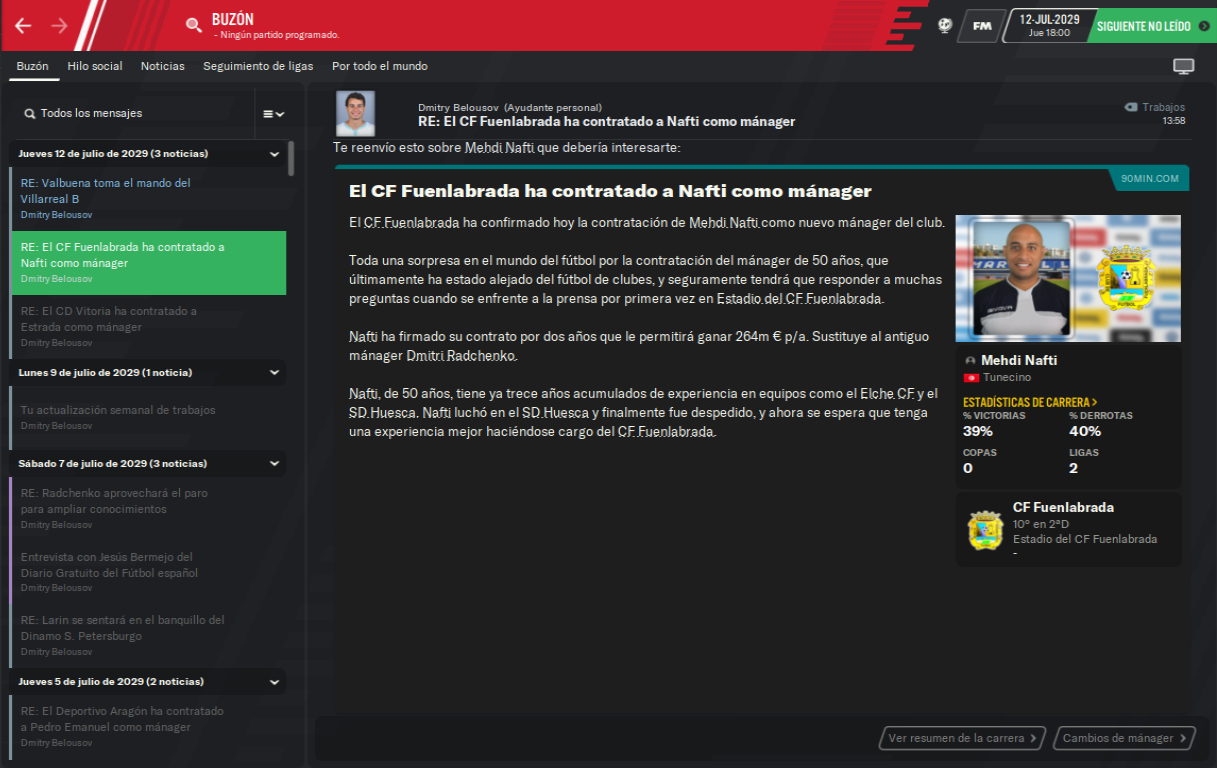 BUZÓN
- Ningún partido programado.
FM
12-JUL-2029
Jue 18:00
SIGUIENTE NO LEÍDO
Buzón
Hilo social
Noticias
Seguimiento de ligas
Por todo el mundo
Todos los mensajes
Jueves 12 de julio de 2029 (3 noticias)
RE: Valbuena toma el mando del
Villarreal B
Dmitry Belousov
RE: El CF Fuenlabrada ha contratado a
Nafti como mánager
Dmitry Belousov
RE: El CD Vitoria ha contratado a
Estrada como mánager
Dmitry Belousov
Lunes 9 de julio de 2029 (1 noticia)
Tu actualización semanal de trabajos
Dmitry Belousov
Sábado 7 de julio de 2029 (3 noticias)
RE: Radchenko aprovechará el paro
para ampliar conocimientos
Dmitry Belousov
Entrevista con Jesús Bermejo del
Diario Gratuito del Fútbol español
Dmitry Belousov
RE: Larin se sentará en el banquillo del
Dinamo S. Petersburgo
Dmitry Belousov
Jueves 5 de julio de 2029 (2 noticias)
RE: El Deportivo Aragón ha contratado
a Pedro Emanuel como mánager
Dmitry Belousov
Dmitry Belousov (Ayudante personal)
RE: El CF Fuenlabrada ha contratado a Nafti como mánager
Trabajos
13:58
Te reenvío esto sobre Mehdi Nafti que debería interesarte:
90MIN.COM
El CF Fuenlabrada ha contratado a Nafti como mánager
El CF Fuenlabrada ha confirmado hoy la contratación de Mehdi Nafti como nuevo mánager del club.
Toda una sorpresa en el mundo del fútbol por la contratación del mánager de 50 años, que
últimamente ha estado alejado del fútbol de clubes, y seguramente tendrá que responder a muchas
preguntas cuando se enfrente a la prensa por primera vez en Estadio del CF Fuenlabrada.
Nafti ha firmado su contrato por dos años que le permitirá ganar 264m € p/a. Sustituye al antiguo
mánager Dmitri Radchenko.
Nafti, de 50 años, tiene ya trece años acumulados de experiencia en equipos como el Elche CF y el
SD Huesca. Nafti luchó en el SD Huesca y finalmente fue despedido, y ahora se espera que tenga
una experiencia mejor haciéndose cargo del CF Fuenlabrada.
Mehdi Nafti
Tunecino
ESTADÍSTICAS DE CARRERA >
% VICTORIAS
% DERROTAS
39%
40%
COPAS
LIGAS
0
2
CF Fuenlabrada
10º en 2ªD
Estadio del CF Fuenlabrada
-
Ver resumen de la carrera >
Cambios de mánager >